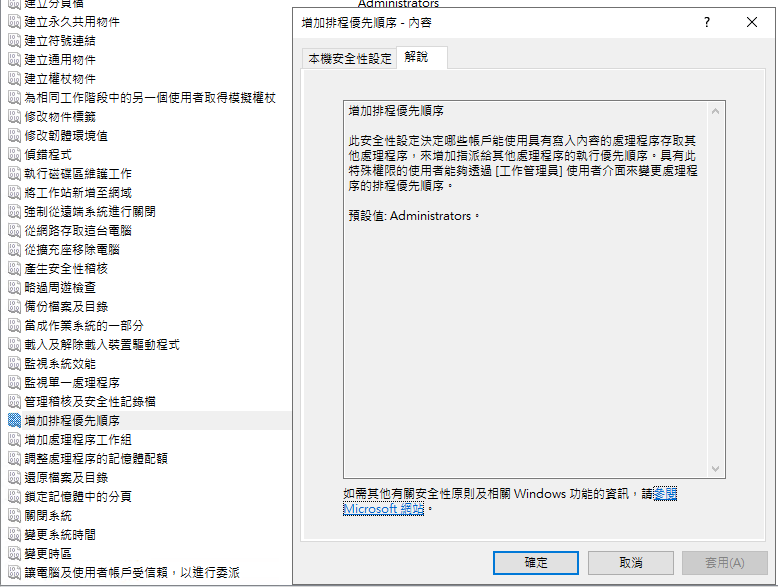 建立分頁檔
Administrators
建立永久共用物件
建立符號連結
建立通用物件
建立權杖物件
為相同工作階段中的另一個使用者取得模擬權杖
修改物件標籤
修改韌體環境值
偵錯程式
執行磁碟區維護工作
將工作站新增至網域
強制從遠端系統進行關閉
從網路存取這台電腦
從擴充座移除電腦
產生安全性稽核
略過周遊檢查
備份檔案及目錄
當成作業系統的一部分
載入及解除載入裝置驅動程式
監視系統效能
監視單一處理程序
管理稽核及安全性記錄檔
增加排程優先順序
增加處理程序工作組
調整處理程序的記憶體配額
還原檔案及目錄
鎖定記憶體中的分頁
關閉系統
變更系統時間
變更時區
讓電腦及使用者帳戶受信賴，以進行委派
增加排程優先順序 - 內容
?
本機安全性設定
解說
增加排程優先順序
此安全性設定決定哪些帳戶能使用具有寫入內容的處理程序存取其
他處理程序，來增加指派給其他處理程序的執行優先順序。具有此
特殊權限的使用者能夠透過 [工作管理員] 使用者介面來變更處理程
序的排程優先順序。
預設值: Administrators。
如需其他有關安全性原則及相關 Windows 功能的資訊，請參閱
Microsoft 網站。
確定
取消
套用(A)